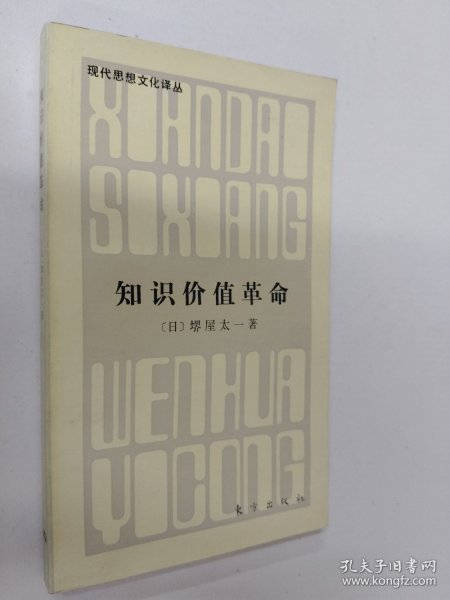 现代思想文化译丛
XIANDAI
SIXIANG
知识价值革命
〔日〕堺屋太一著
WENHUA
YICONG
东方出版社
孔夫子旧书网
www.kongfz.com